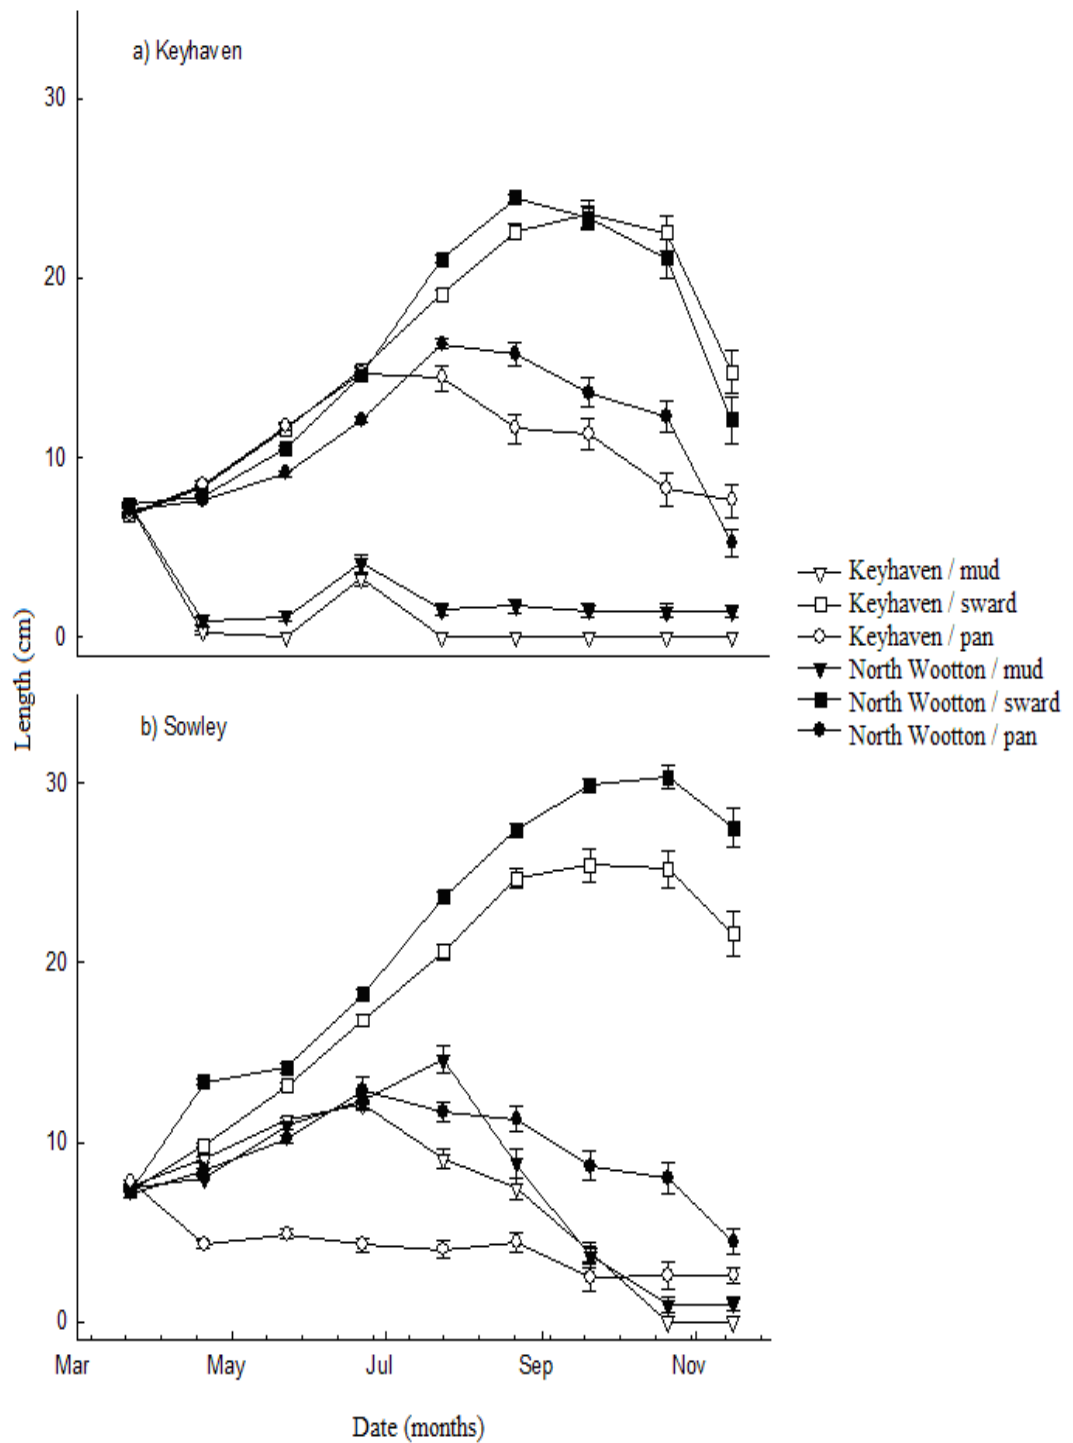 a) Keyhaven
30
20
10
0
Length (cm)
Keyhaven / mud
Keyhaven / sward
Keyhaven / pan
North Wootton / mud
North Wootton / sward
North Wootton / pan
b) Sowley
30
20
10
0
Mar May Jul Sep Nov
Date (months)